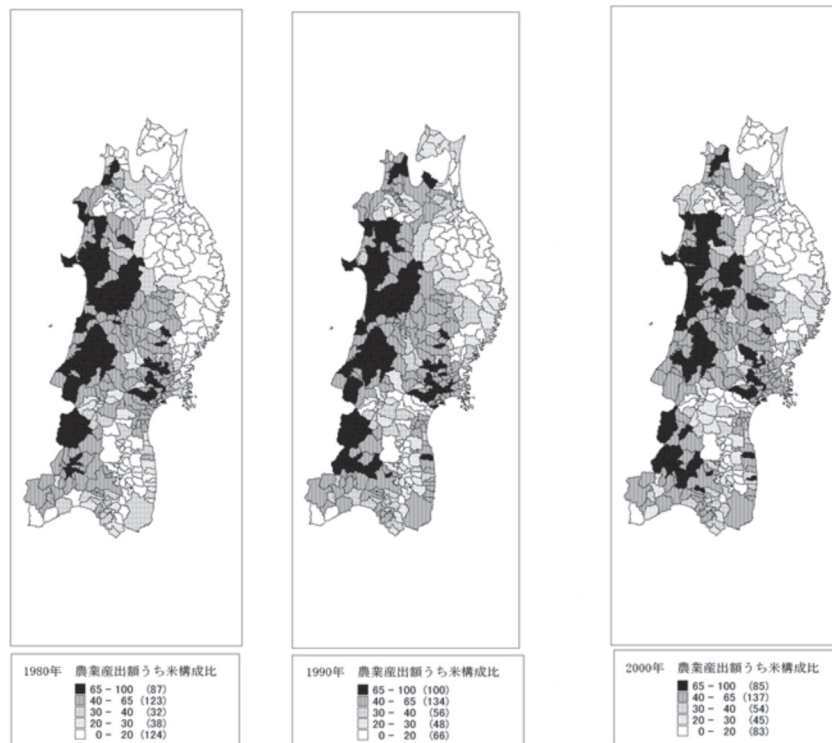 1980年 農業産出額うち米構成比
65 - 100 (87)
40 - 65 (123)
30 - 40 (32)
20 - 30 (38)
0 - 20 (124)
1990年 農業産出額うち米構成比
65 - 100 (100)
40 - 65 (134)
30 - 40 (56)
20 - 30 (48)
0 - 20 (66)
2000年 農業産出額うち米構成比
65 - 100 (85)
40 - 65 (137)
30 - 40 (54)
20 - 30 (45)
0 - 20 (83)